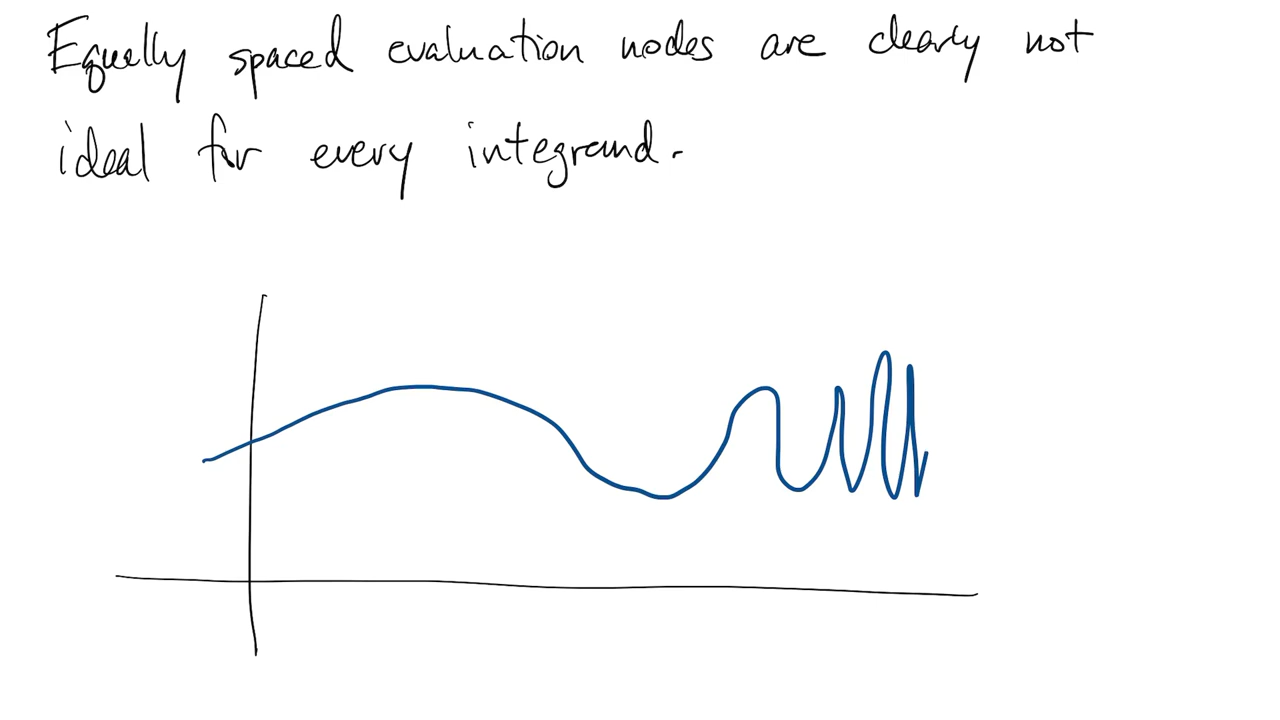 Equally spaced evaluation nodes are clearly not
ideal for every integrand.